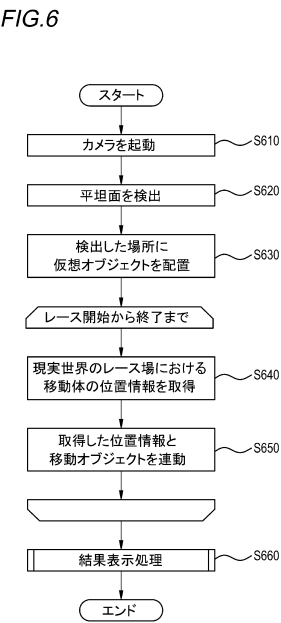 FIG.6
スタート
カメラを起動
S610
平坦面を検出
S620
検出した場所に
仮想オブジェクトを配置
S630
レース開始から終了まで
現実世界のレース場における
移動体の位置情報を取得
S640
取得した位置情報と
移動オブジェクトを連動
S650
結果表示処理
S660
エンド